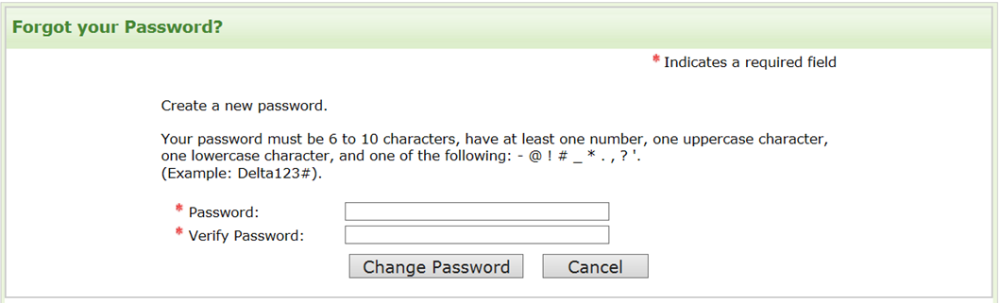 Forgot your Password?
* Indicates a required field
Create a new password.
Your password must be 6 to 10 characters, have at least one number, one uppercase character,
one lowercase character, and one of the following: - @ ! # _ * . , ? '.
(Example: Delta123#).
* Password:
* Verify Password:
Change Password Cancel